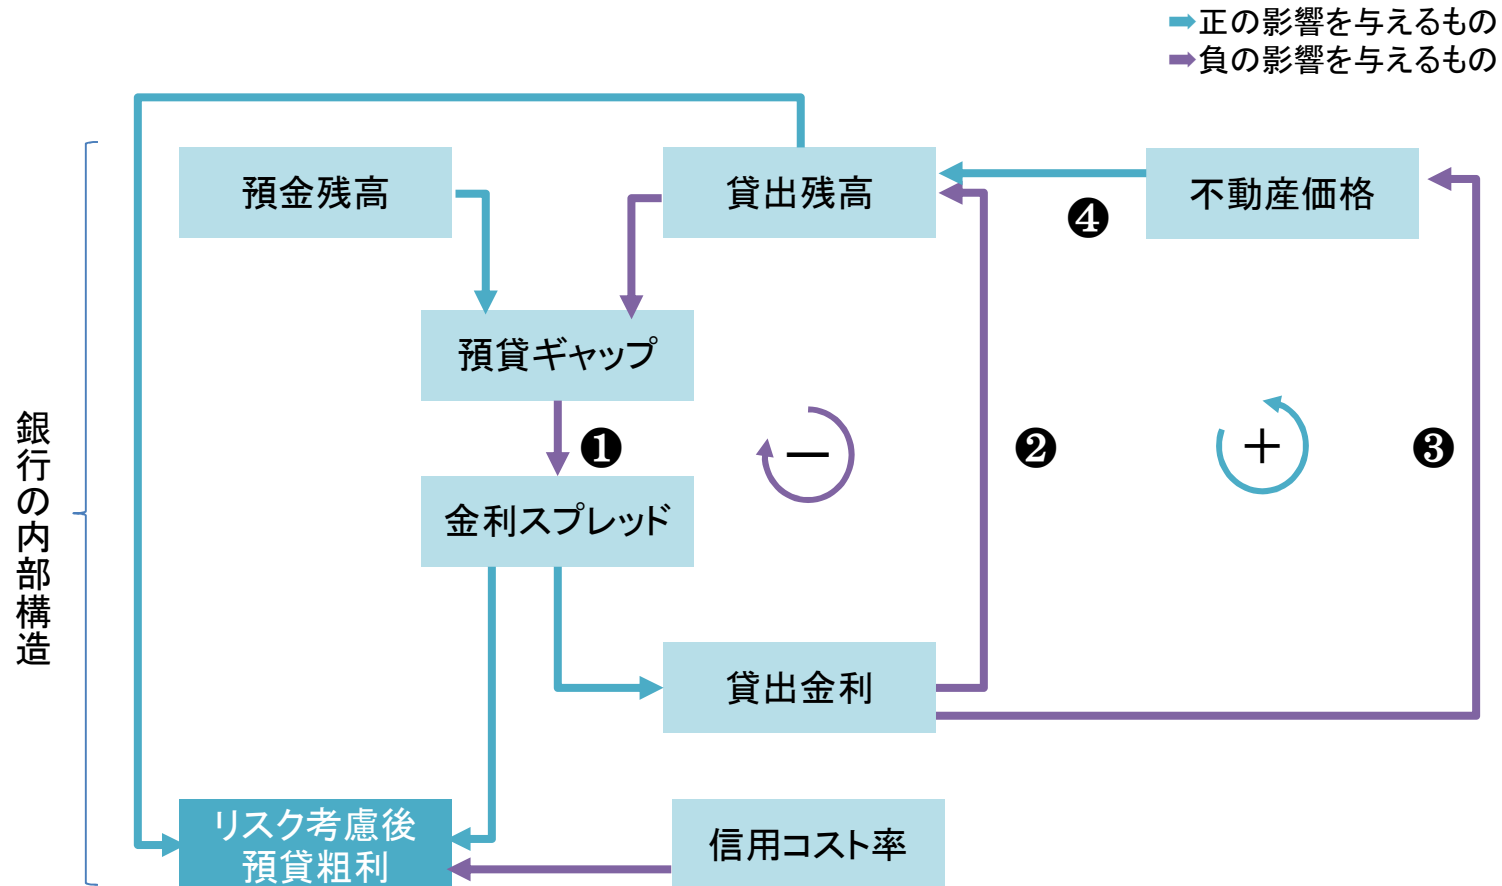 正の影響を与えるもの
負の影響を与えるもの
預金残高
貸出残高
不動産価格
❹
預貸ギャップ
銀行の内部構造
❶
－
❷
＋
❸
金利スプレッド
貸出金利
リスク考慮後
預貸粗利
信用コスト率